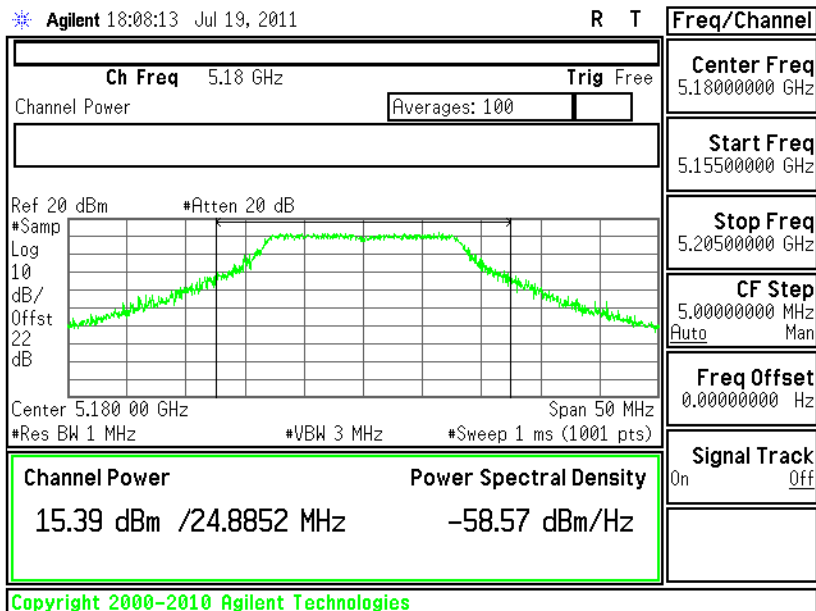 Agilent 18:08:13 Jul 19, 2011 R T
Freq/Channel
Ch Freq 5.18 GHz Trig Free
Channel Power Averages: 100
Ref 20 dBm #Atten 20 dB
#Samp
Log
10
dB/
Offst
22
dB
Center 5.180 00 GHz Span 50 MHz
#Res BW 1 MHz #VBW 3 MHz #Sweep 1 ms (1001 pts)
Channel Power Power Spectral Density
15.39 dBm /24.8852 MHz -58.57 dBm/Hz
Center Freq
5.18000000 GHz
Start Freq
5.15500000 GHz
Stop Freq
5.20500000 GHz
CF Step
5.00000000 MHz
Auto Man
Freq Offset
0.00000000 Hz
Signal Track
On Off
Copyright 2000-2010 Agilent Technologies